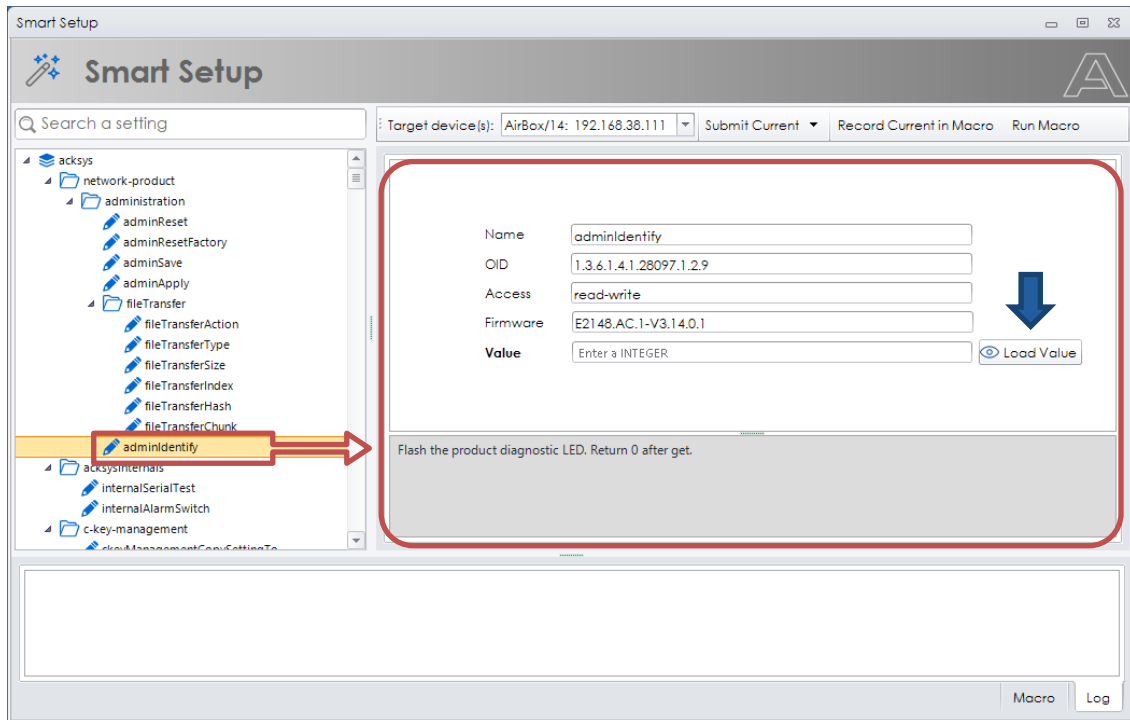 Smart Setup
Smart Setup
Search a setting
Target device(s): AirBox/14: 192.168.38.111 Submit Current Record Current in Macro Run Macro
acksys
network-product
administration
adminReset
adminResetFactory
adminSave
adminApply
fileTransfer
fileTransferAction
fileTransferType
fileTransferSize
fileTransferIndex
fileTransferHash
fileTransferChunk
adminIdentify
acksysInternals
internalSerialTest
internalAlarmSwitch
c-key-management
ckeyManagementCopySettingTo
Name adminIdentify
OID 1.3.6.1.4.1.28097.1.2.9
Access read-write
Firmware E2148.AC.1-V3.14.0.1
Value Enter a INTEGER Load Value
Flash the product diagnostic LED. Return 0 after get.
Macro Log